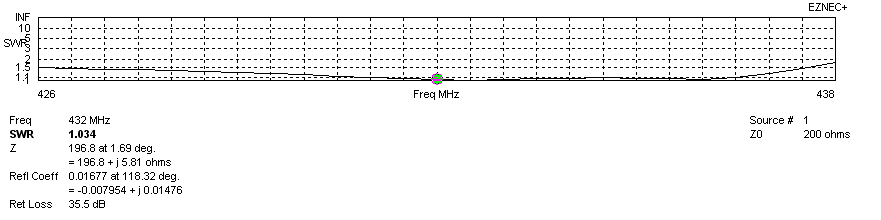 EZNEC+
INF
10
5
SWR
3
2
1.5
1.1
426 Freq MHz 438
Freq 432 MHz Source # 1
SWR 1.034 Z0 200 ohms
Z 196.8 at 1.69 deg.
= 196.8 + j 5.81 ohms
Refl Coeff 0.01677 at 118.32 deg.
= -0.007954 + j 0.01476
Ret Loss 35.5 dB